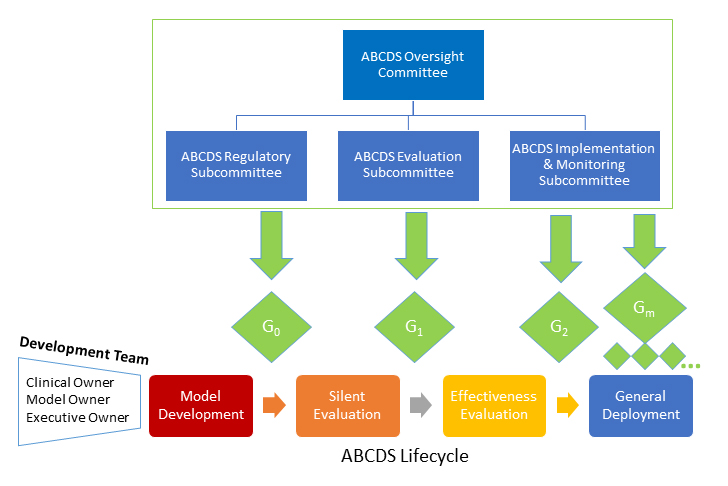 ABCDS Oversight
Committee
ABCDS Regulatory
Subcommittee
ABCDS Evaluation
Subcommittee
ABCDS Implementation
& Monitoring
Subcommittee
G0
G1
G2
Gm
...
Development Team
Clinical Owner
Model Owner
Executive Owner
Model
Development
Silent
Evaluation
Effectiveness
Evaluation
General
Deployment
ABCDS Lifecycle